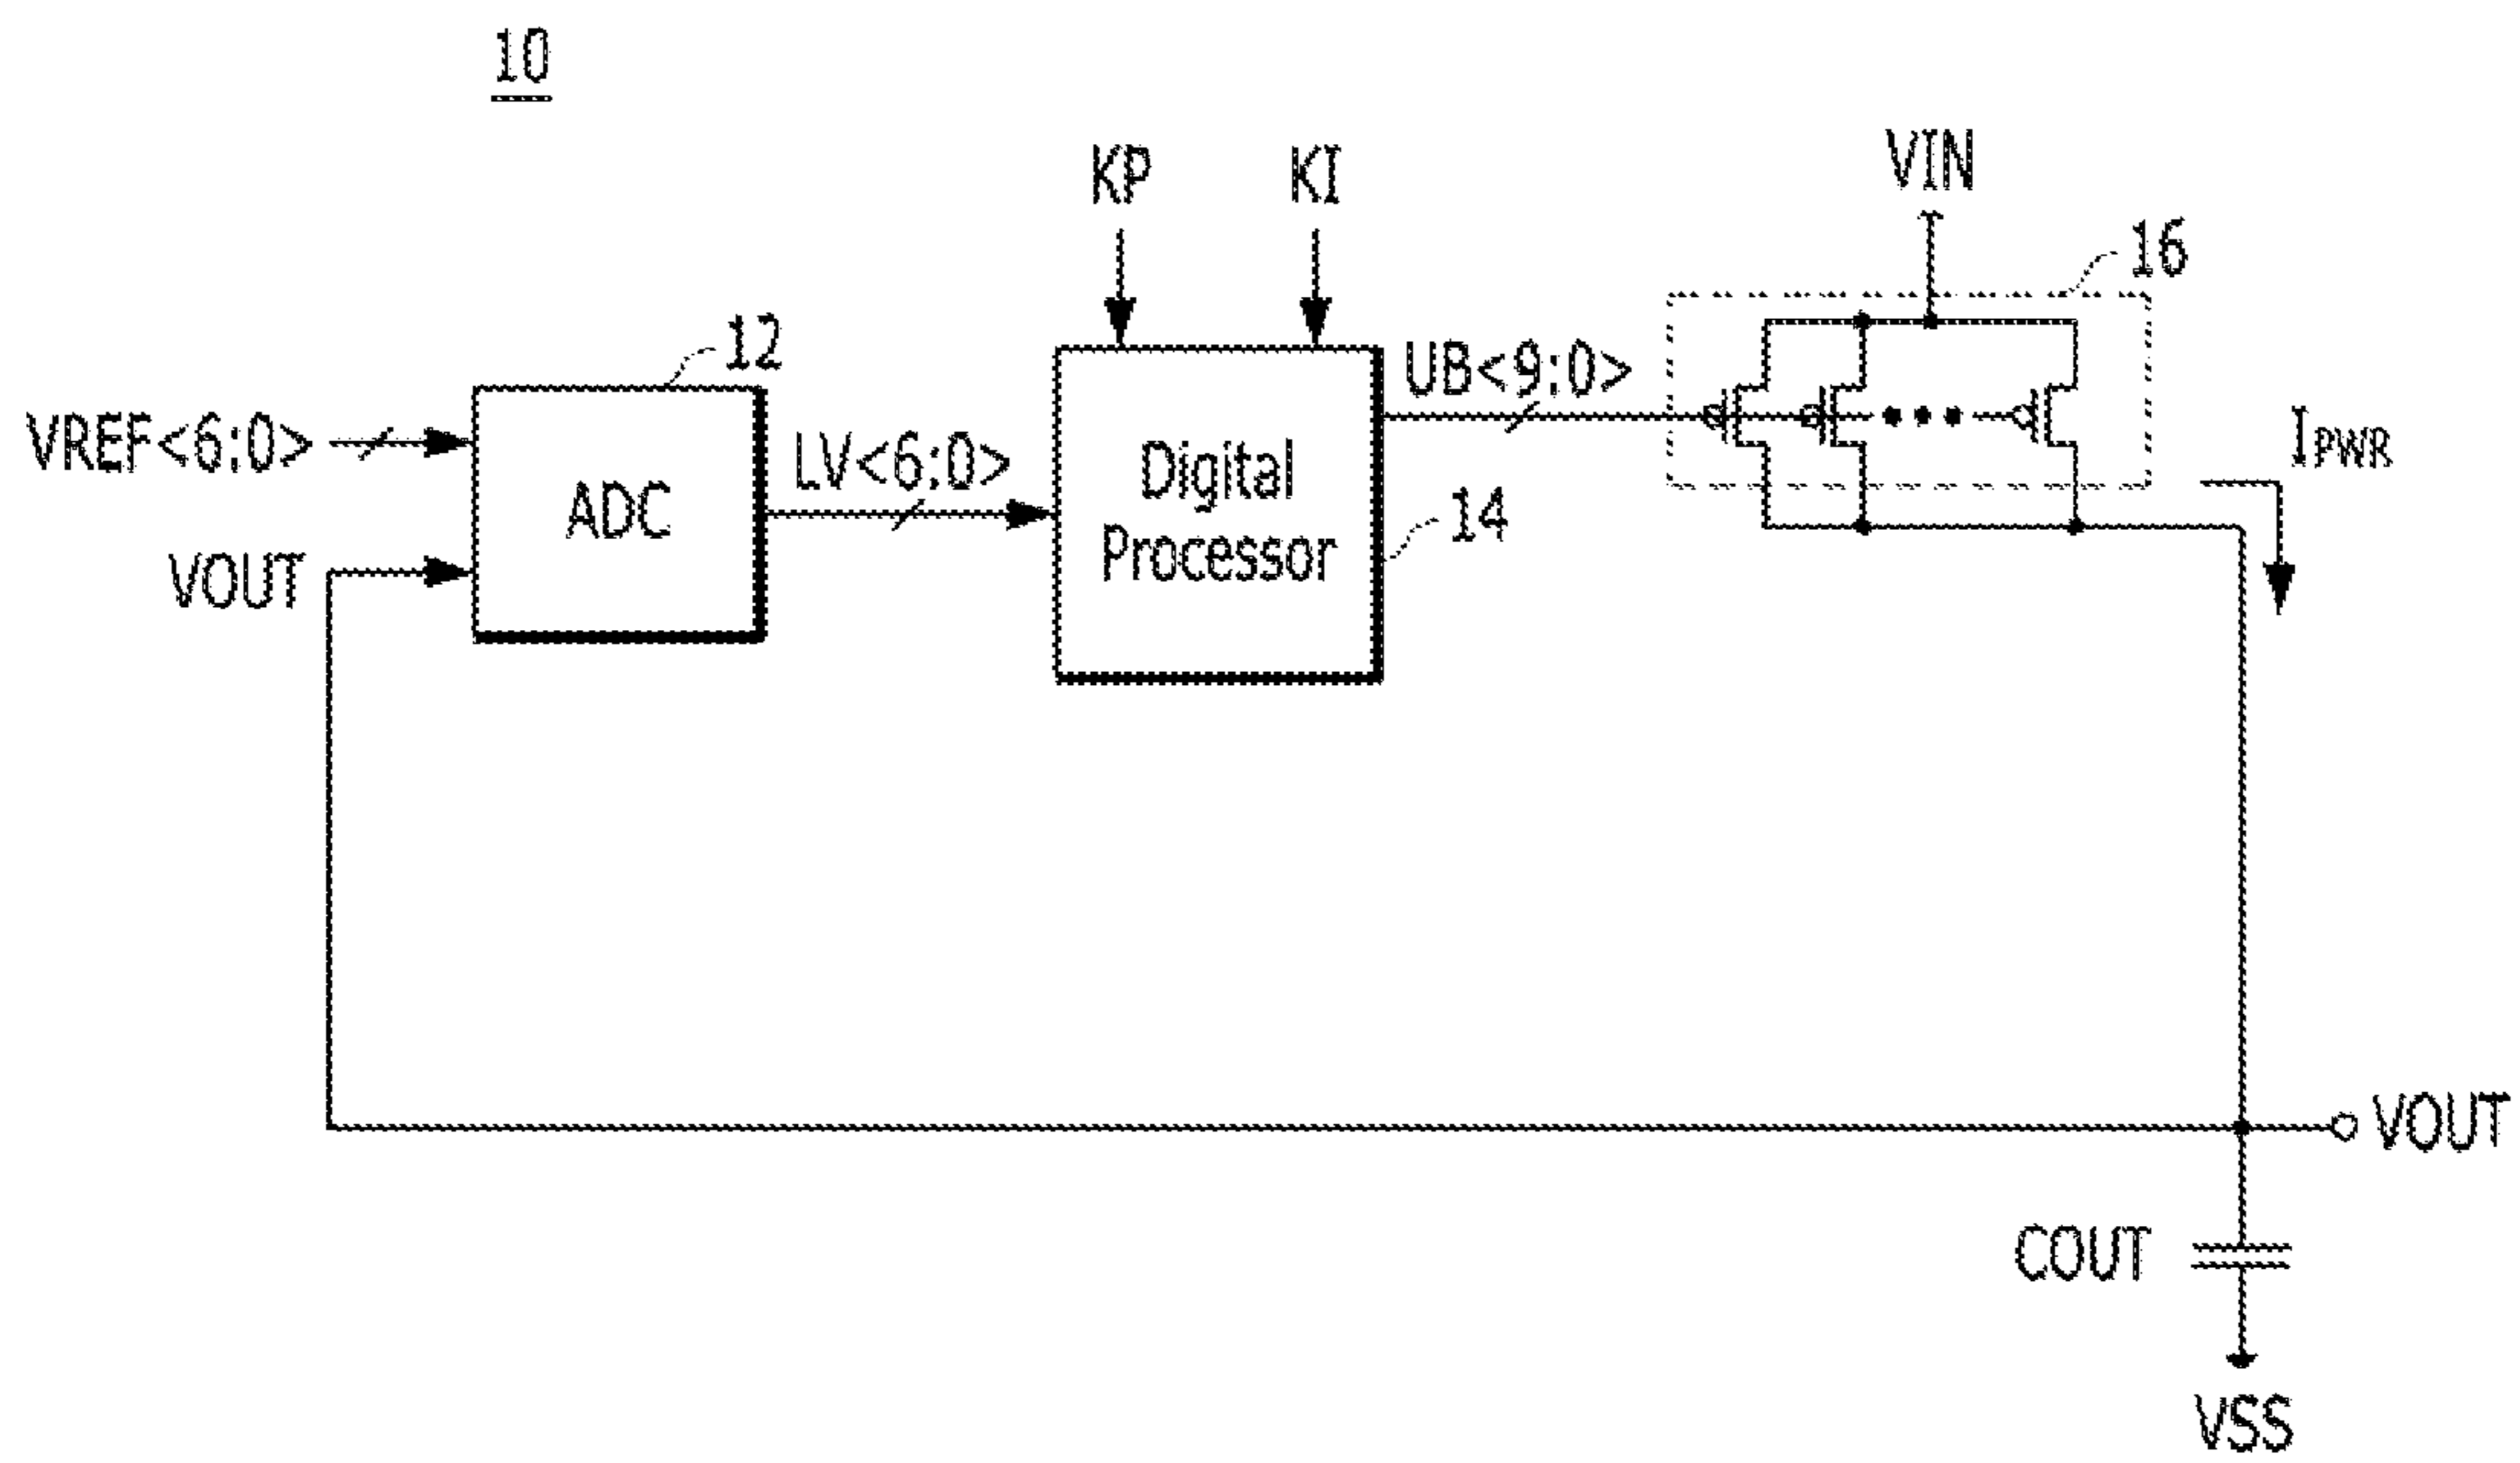 10
KP
KI
VIN
16
12
UB<9:0>
VREF<6:0>
LV<6:0>
IPWR
ADC
Digital
Processor
14
VOUT
VOUT
COUT
VSS